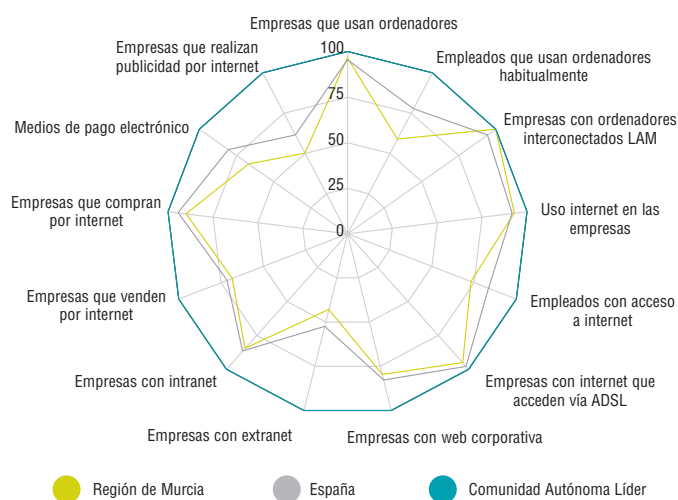 Empresas que usan ordenadores
Empresas que realizan
publicidad por internet
100
Empleados que usan ordenadores
habitualmente
75
Medios de pago electrónico
Empresas con ordenadores
interconectados LAM
50
Empresas que compran
por internet
25
Uso internet en las
empresas
0
Empresas que venden
por internet
Empleados con acceso
a internet
Empresas con intranet
Empresas con internet que
acceden vía ADSL
Empresas con extranet
Empresas con web corporativa
Región de Murcia
España
Comunidad Autónoma Líder